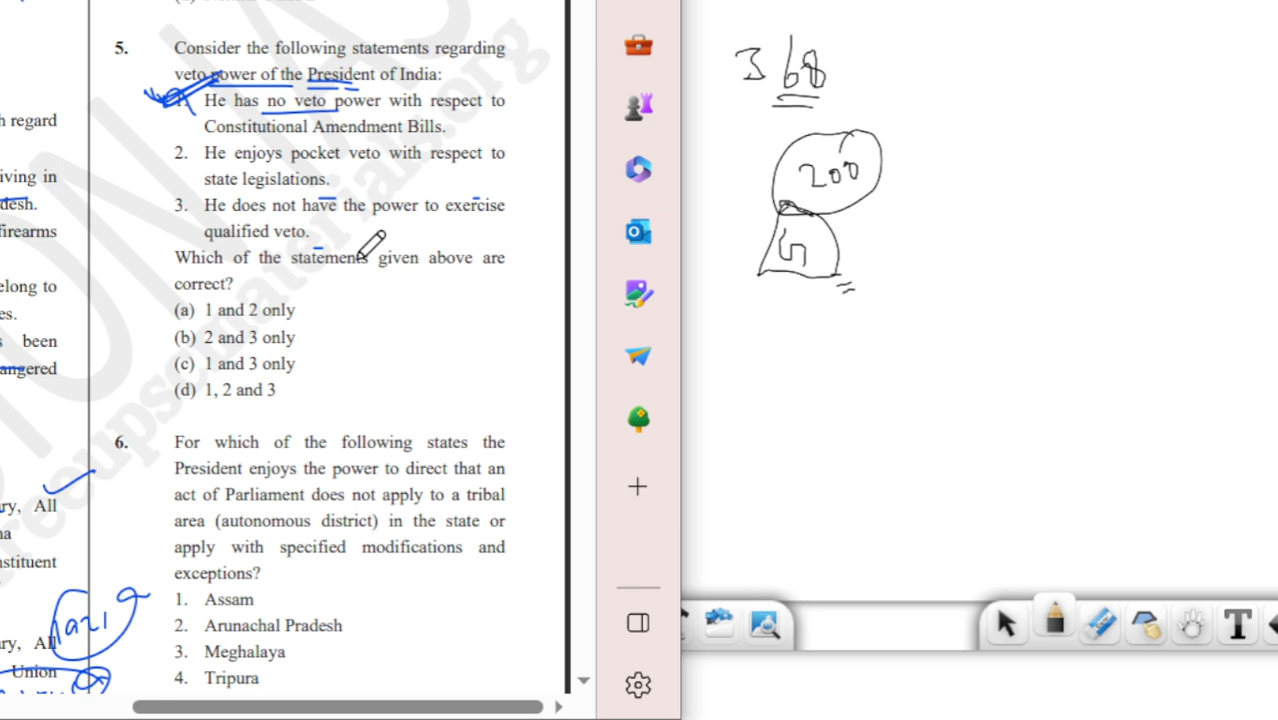 h regard
iving in
desh.
firearms
elong to
es.
s been
angered
ry, All
na
nstituent
ry, All
Union
5. Consider the following statements regarding
veto power of the President of India:
He has no veto power with respect to
Constitutional Amendment Bills.
2. He enjoys pocket veto with respect to
state legislations.
3. He does not have the power to exercise
qualified veto.
Which of the statements given above are
correct?
(a) 1 and 2 only
(b) 2 and 3 only
(c) 1 and 3 only
(d) 1, 2 and 3
6. For which of the following states the
President enjoys the power to direct that an
act of Parliament does not apply to a tribal
area (autonomous district) in the state or
apply with specified modifications and
exceptions?
1. Assam
2. Arunachal Pradesh
3. Meghalaya
4. Tripura
368
200
T